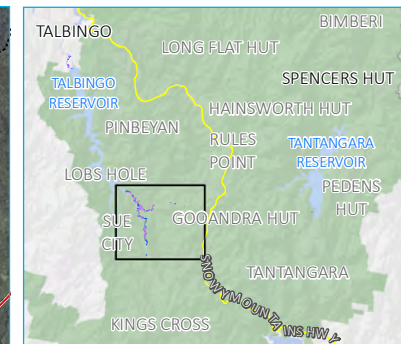 BIMBERI
TALBINGO
LONG FLAT HUT
SPENCERS HUT
TALBINGO
RESERVOIR
HAINSWORTH HUT
PINBEYAN
RULES
POINT
TANTANGARA
RESERVOIR
LOBS HOLE
PEDENS
HUT
SUE
CITY
GOOANDRA HUT
TANTANGARA
SNOWY MOUNTAINS HWY
KINGS CROSS